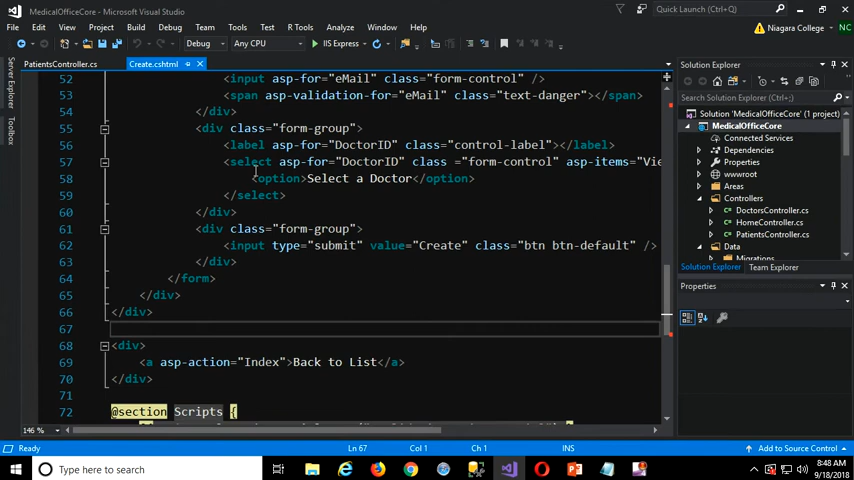 MedicalOfficeCore - Microsoft Visual Studio
Quick Launch (Ctrl+Q)
File Edit View Project Build Debug Team Tools Test R Tools Analyze Window Help
Niagara College NC
Debug Any CPU IIS Express
Server Explorer
Toolbox
PatientsController.cs Create.cshtml
52 <input asp-for="eMail" class="form-control" />
53 <span asp-validation-for="eMail" class="text-danger"></span>
54 </div>
55 <div class="form-group">
56 <label asp-for="DoctorID" class="control-label"></label>
57 <select asp-for="DoctorID" class ="form-control" asp-items="Vie
58 <option>Select a Doctor</option>
59 </select>
60 </div>
61 <div class="form-group">
62 <input type="submit" value="Create" class="btn btn-default" />
63 </div>
64 </form>
65 </div>
66 </div>
67
68 <div>
69 <a asp-action="Index">Back to List</a>
70 </div>
71
72 @section Scripts {
146 %
Solution Explorer
Search Solution Explorer (Ctrl+;)
Solution 'MedicalOfficeCore' (1 project)
MedicalOfficeCore
Connected Services
Dependencies
Properties
wwwroot
Areas
Controllers
DoctorsController.cs
HomeController.cs
PatientsController.cs
Data
Migrations
Solution Explorer Team Explorer
Properties
Ready Ln 67 Col 1 Ch 1 INS Add to Source Control
Type here to search
8:48 AM
9/18/2018